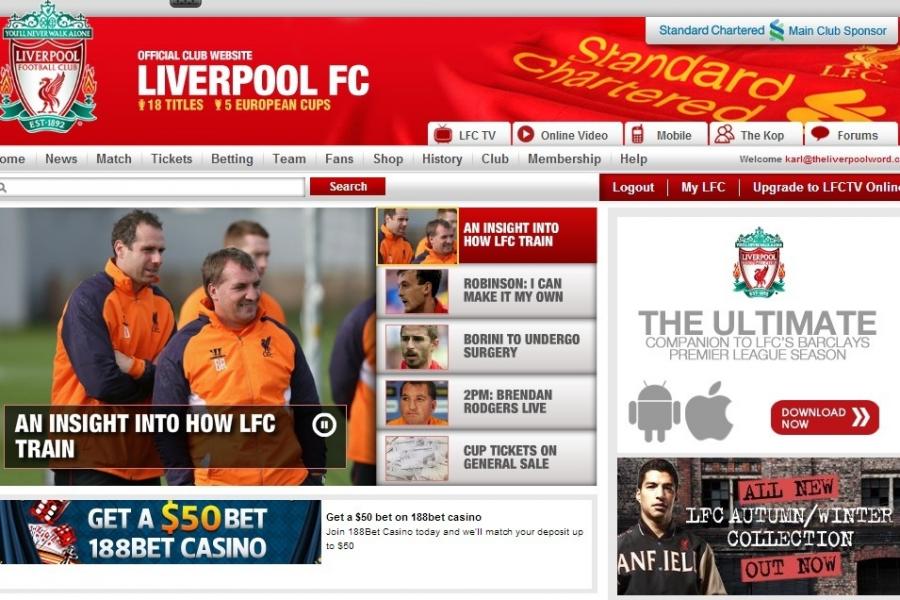 YOU'LL NEVER WALK ALONE
LIVERPOOL
FOOTBALL CLUB
EST·1892
OFFICIAL CLUB WEBSITE
LIVERPOOL FC
18 TITLES 5 EUROPEAN CUPS
Standard Chartered Main Club Sponsor
Standard
Chartered
L.F.C.
LFC TV
Online Video
Mobile
The Kop
Forums
ome News Match Tickets Betting Team Fans Shop History Club Membership Help
Welcome karl@theliverpoolword.c
Search
Logout My LFC Upgrade to LFCTV Online
AN INSIGHT INTO
HOW LFC TRAIN
ROBINSON: I CAN
MAKE IT MY OWN
BORINI TO UNDERGO
SURGERY
2PM: BRENDAN
RODGERS LIVE
CUP TICKETS ON
GENERAL SALE
BR
AN INSIGHT INTO HOW LFC
TRAIN
LIVERPOOL
THE ULTIMATE
COMPANION TO LFC'S BARCLAYS
PREMIER LEAGUE SEASON
DOWNLOAD
NOW
ALL NEW
LFC AUTUMN/WINTER
COLLECTION
OUT NOW
ANFIEL
GET A $50 BET
188BET CASINO
Get a $50 bet on 188bet casino
Join 188Bet Casino today and we'll match your deposit up
to $50